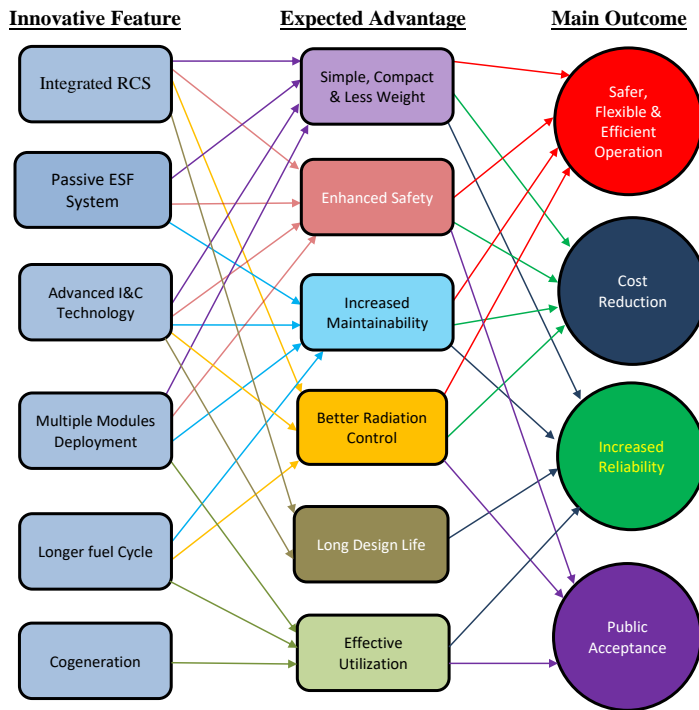 Innovative Feature
Expected Advantage
Main Outcome
Integrated RCS
Passive ESF
System
Advanced I&C
Technology
Multiple Modules
Deployment
Longer fuel Cycle
Cogeneration
Simple, Compact
& Less Weight
Enhanced Safety
Increased
Maintainability
Better Radiation
Control
Long Design Life
Effective
Utilization
Safer,
Flexible &
Efficient
Operation
Cost
Reduction
Increased
Reliability
Public
Acceptance